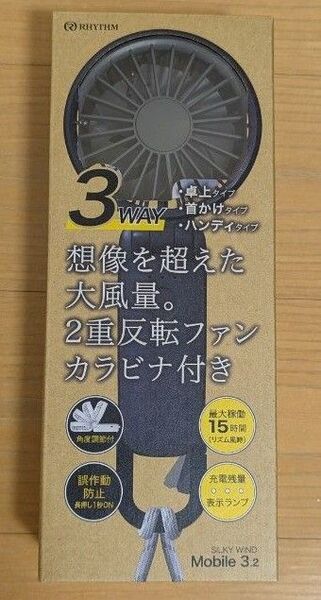 RHYTHM
3WAY
・卓上タイプ
・首かけタイプ
・ハンディタイプ
想像を超えた
大風量。
2重反転ファン
カラビナ付き
角度調節付
最大稼働
15時間
(リズム風時)
誤作動
防止
長押し1秒ON
充電残量
表示ランプ
SILKY WIND
Mobile 3.2